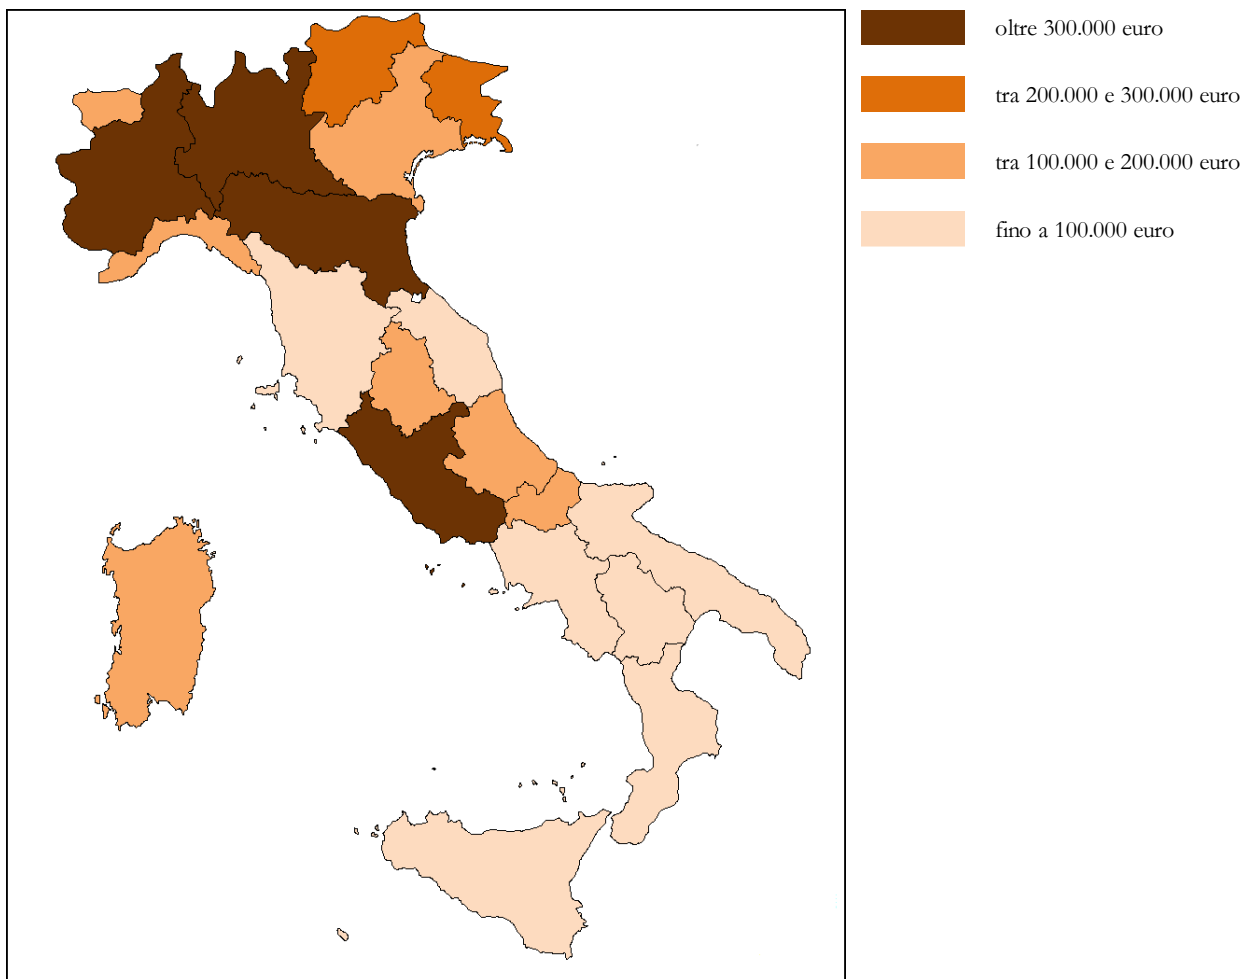 oltre 300.000 euro
tra 200.000 e 300.000 euro
tra 100.000 e 200.000 euro
fino a 100.000 euro